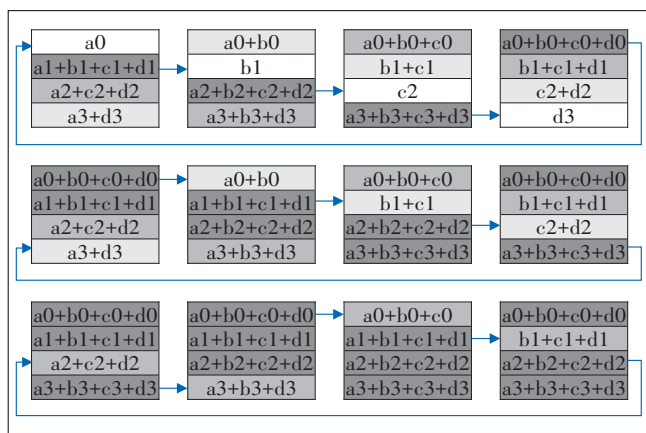 a0 a0+b0 a0+b0+c0 a0+b0+c0+d0
a1+b1+c1+d1 b1 b1+c1 b1+c1+d1
a2+c2+d2 a2+b2+c2+d2 c2 c2+d2
a3+d3 a3+b3+d3 a3+b3+c3+d3 d3
a0+b0+c0+d0 a0+b0 a0+b0+c0 a0+b0+c0+d0
a1+b1+c1+d1 a1+b1+c1+d1 b1+c1 b1+c1+d1
a2+c2+d2 a2+b2+c2+d2 a2+b2+c2+d2 c2+d2
a3+d3 a3+b3+d3 a3+b3+c3+d3 a3+b3+c3+d3
a0+b0+c0+d0 a0+b0+c0+d0 a0+b0+c0 a0+b0+c0+d0
a1+b1+c1+d1 a1+b1+c1+d1 a1+b1+c1+d1 b1+c1+d1
a2+c2+d2 a2+b2+c2+d2 a2+b2+c2+d2 a2+b2+c2+d2
a3+b3+c3+d3 a3+b3+d3 a3+b3+c3+d3 a3+b3+c3+d3